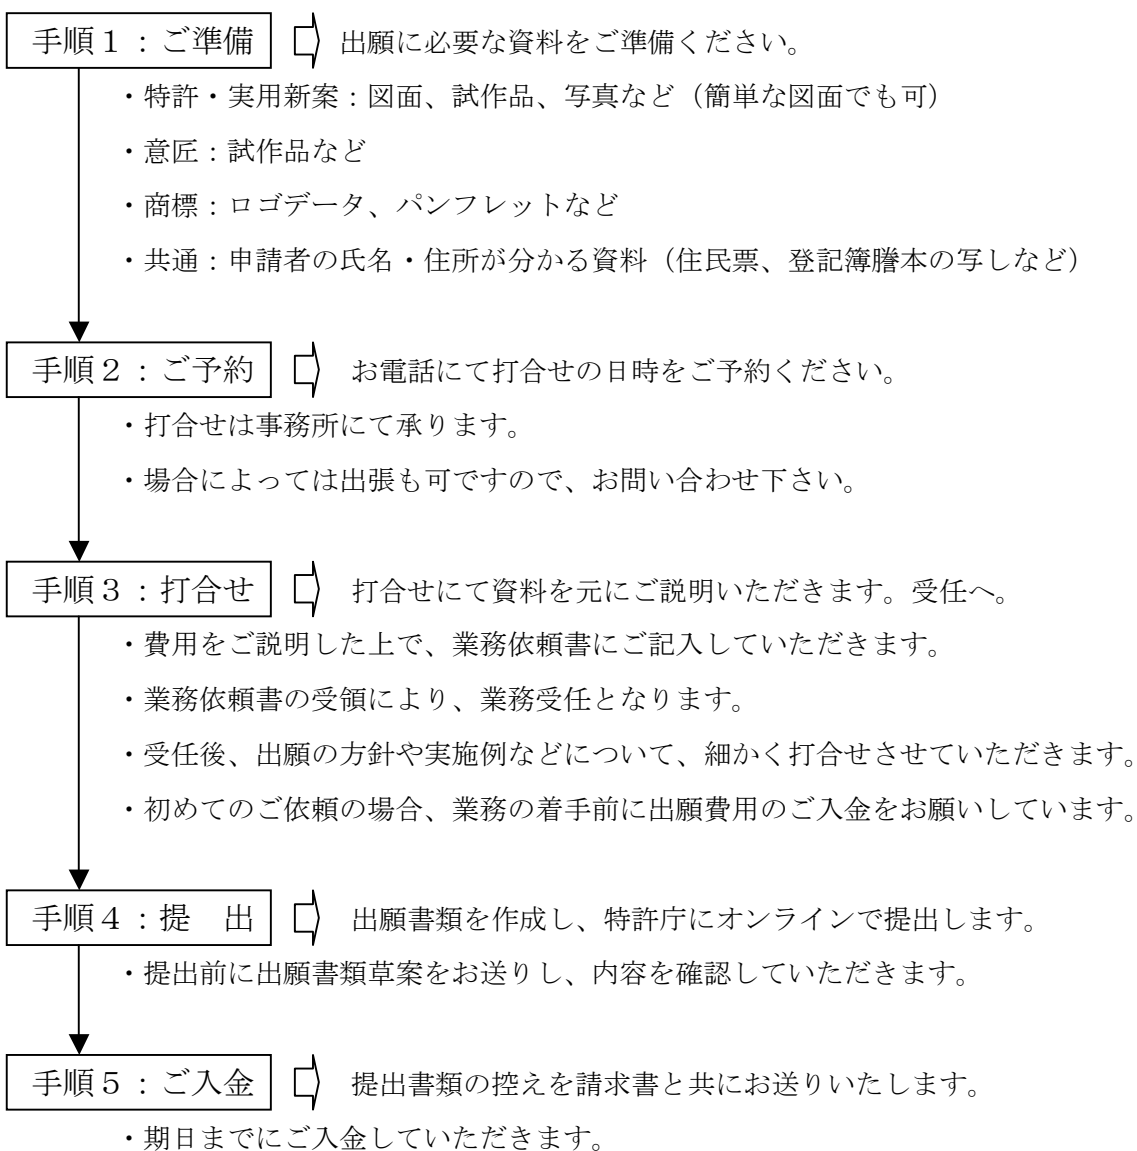 手順１：ご準備 出願に必要な資料をご準備ください。
・特許・実用新案：図面、試作品、写真など（簡単な図面でも可）
・意匠：試作品など
・商標：ロゴデータ、パンフレットなど
・共通：申請者の氏名・住所が分かる資料（住民票、登記簿謄本の写しなど）
手順２：ご予約 お電話にて打合せの日時をご予約ください。
・打合せは事務所にて承ります。
・場合によっては出張も可ですので、お問い合わせ下さい。
手順３：打合せ 打合せにて資料を元にご説明いただきます。受任へ。
・費用をご説明した上で、業務依頼書にご記入していただきます。
・業務依頼書の受領により、業務受任となります。
・受任後、出願の方針や実施例などについて、細かく打合せさせていただきます。
・初めてのご依頼の場合、業務の着手前に出願費用のご入金をお願いしています。
手順４：提　出 出願書類を作成し、特許庁にオンラインで提出します。
・提出前に出願書類草案をお送りし、内容を確認していただきます。
手順５：ご入金 提出書類の控えを請求書と共にお送りいたします。
・期日までにご入金していただきます。